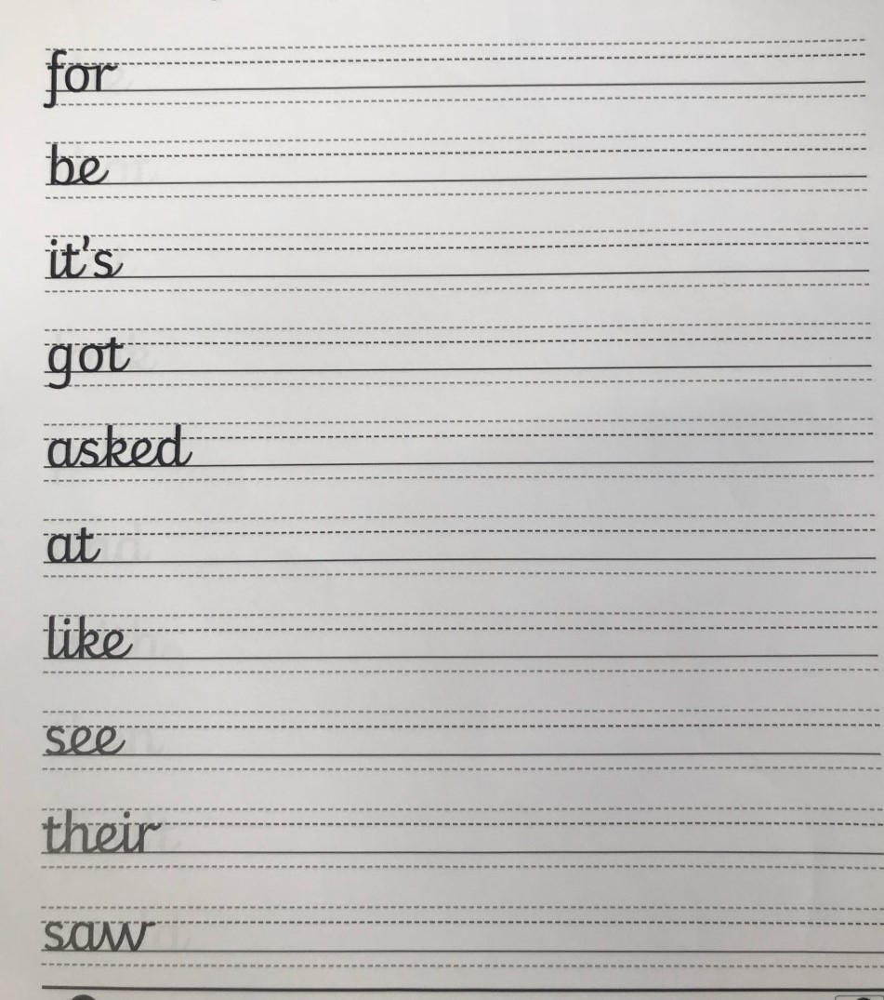 for
be
it's
got
asked
at
like
see
their
saw